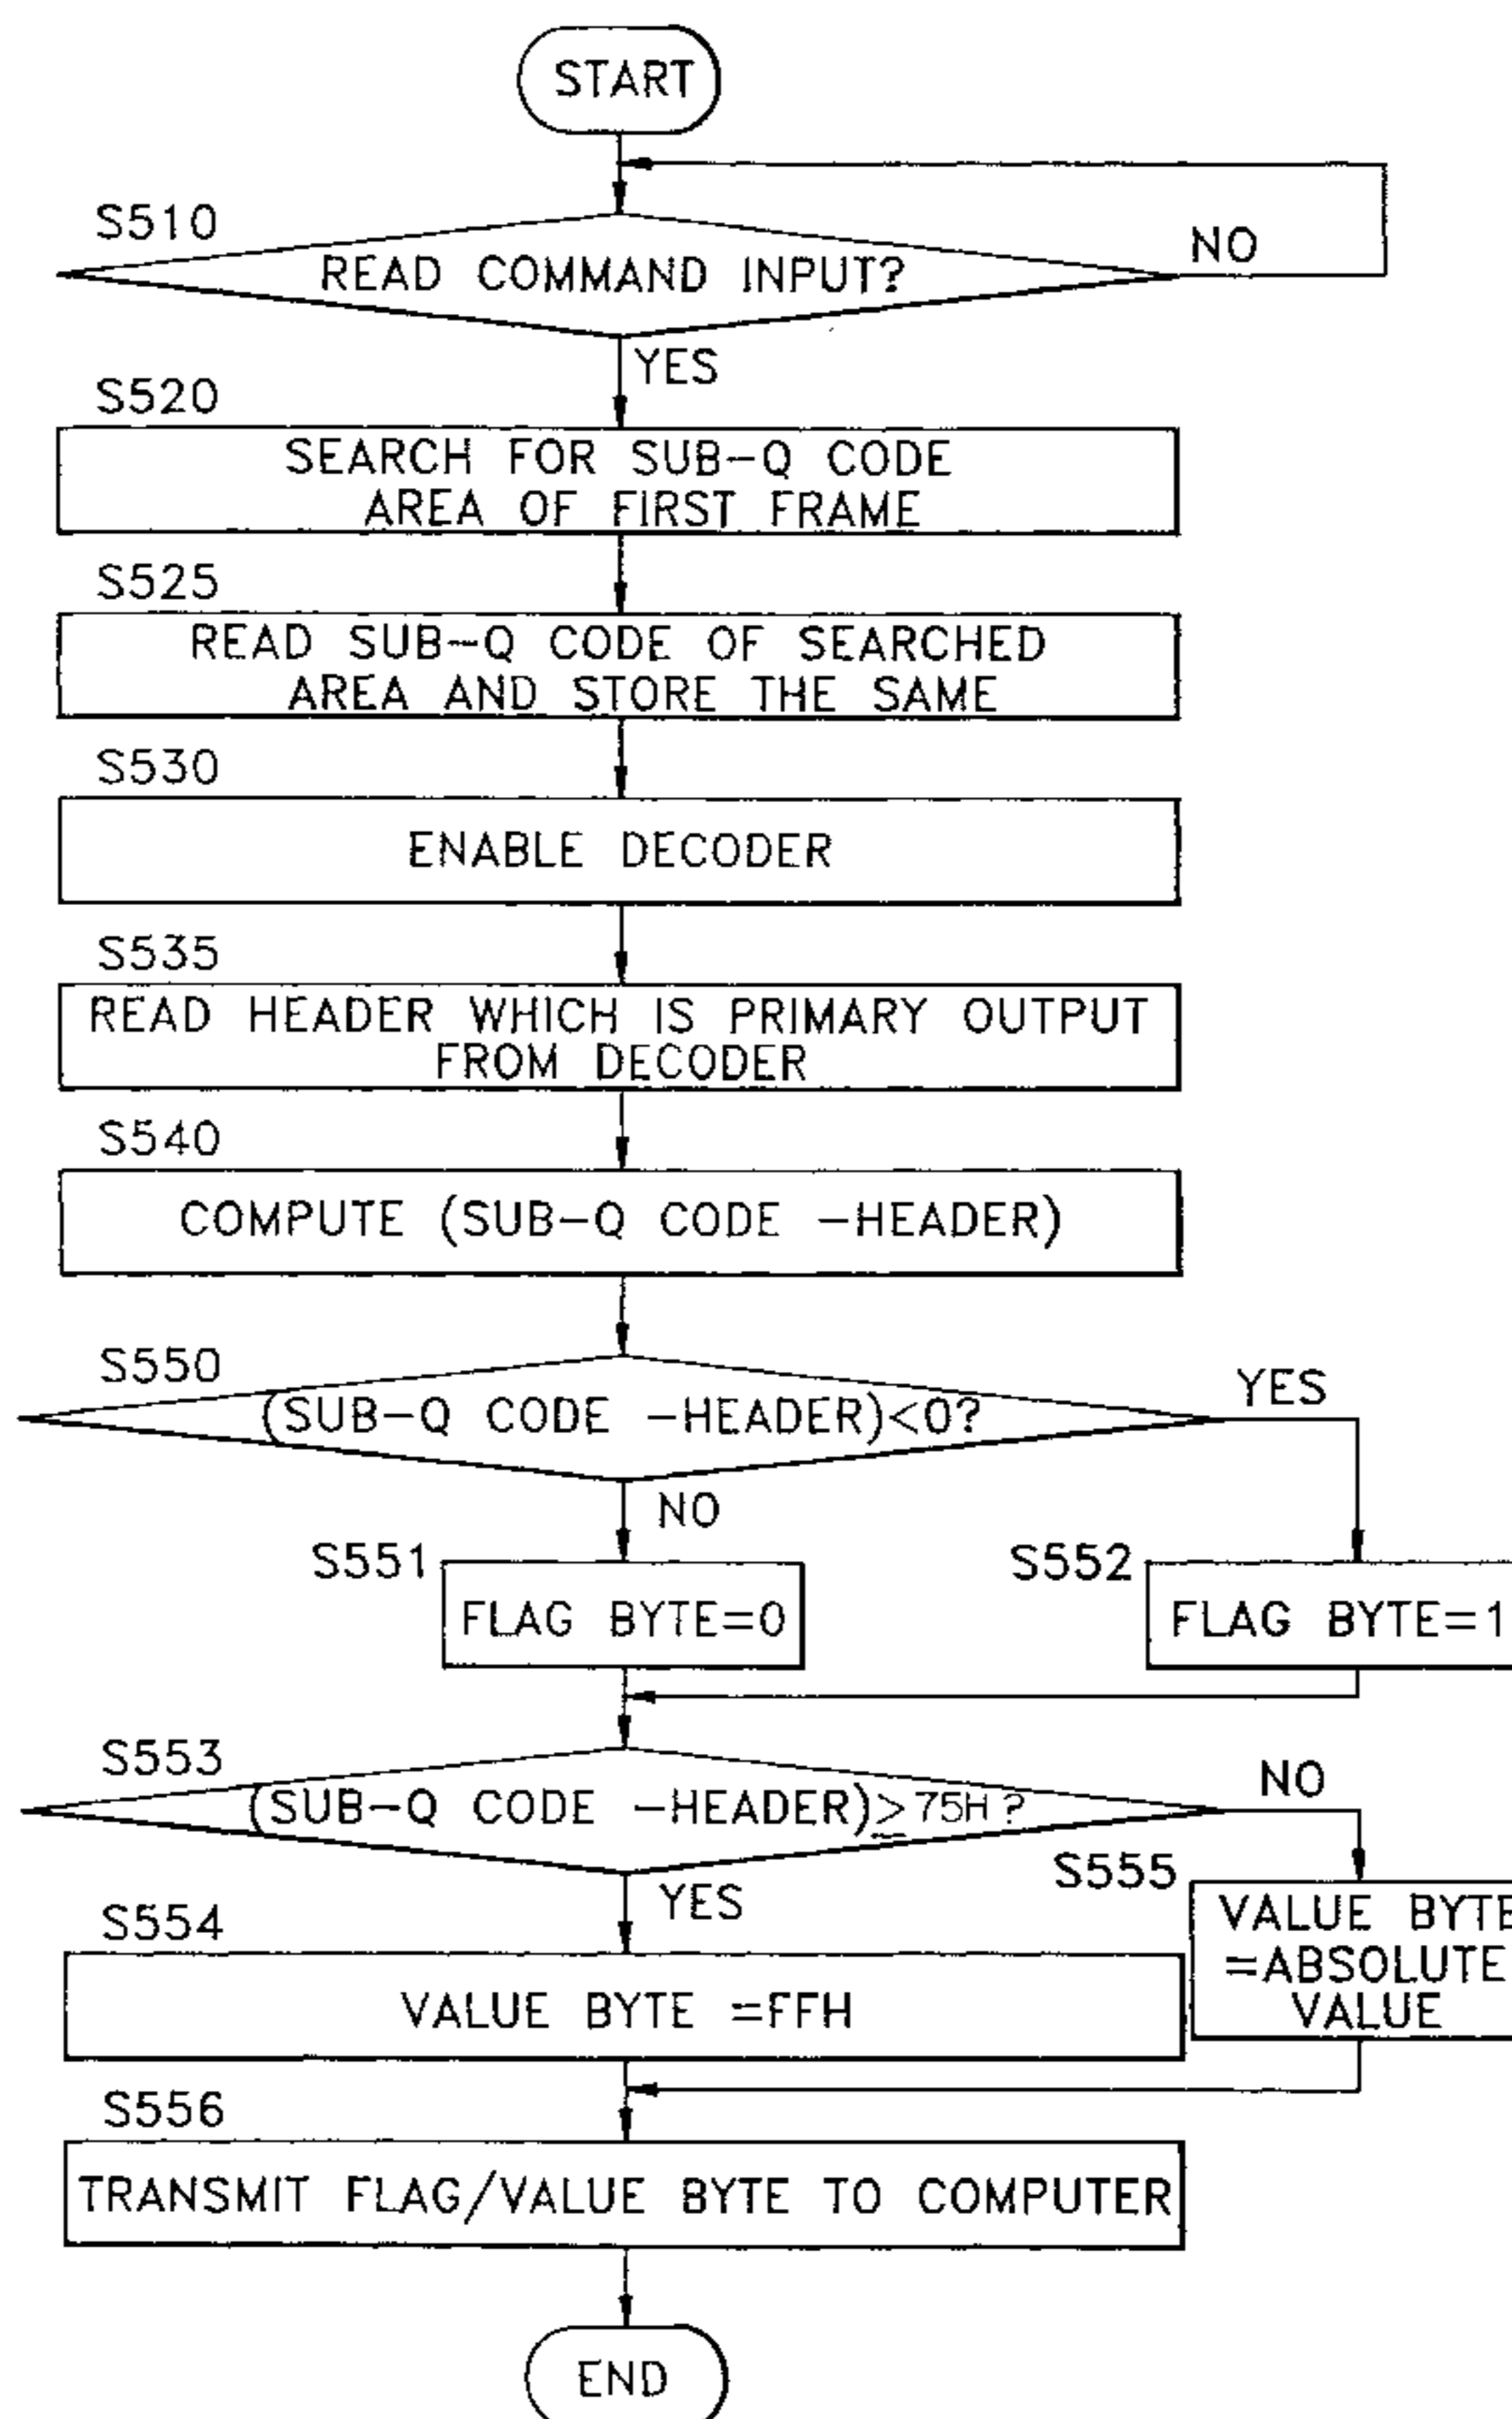 START
S510
READ COMMAND INPUT?
NO
YES
S520
SEARCH FOR SUB-Q CODE
AREA OF FIRST FRAME
S525
READ SUB-Q CODE OF SEARCHED
AREA AND STORE THE SAME
S530
ENABLE DECODER
S535
READ HEADER WHICH IS PRIMARY OUTPUT
FROM DECODER
S540
COMPUTE (SUB-Q CODE -HEADER)
S550
(SUB-Q CODE -HEADER)<0?
YES
NO
S551
FLAG BYTE=0
S552
FLAG BYTE=1
S553
(SUB-Q CODE -HEADER)≥75H?
NO
YES
S554
VALUE BYTE =FFH
S555
VALUE BYTE
=ABSOLUTE
VALUE
S556
TRANSMIT FLAG/VALUE BYTE TO COMPUTER
END